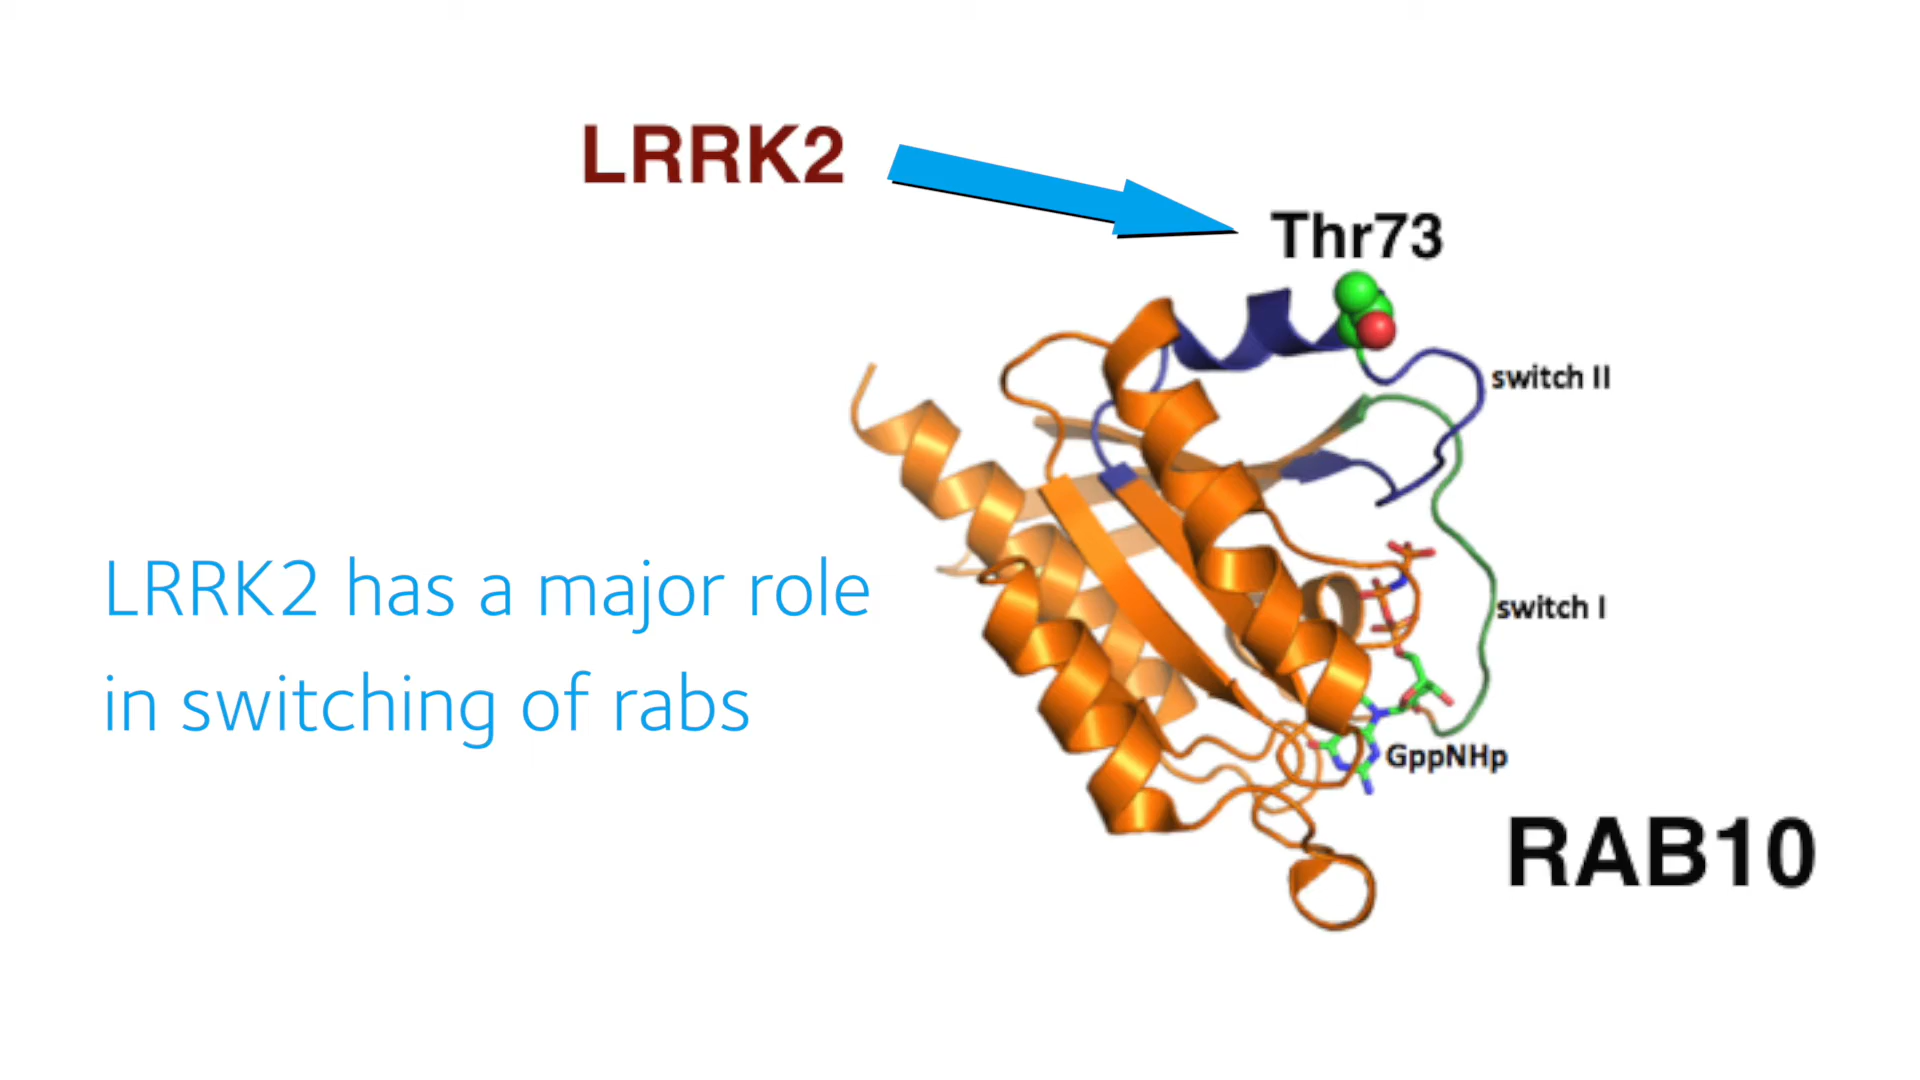 LRRK2
Thr73
switch II
LRRK2 has a major role
in switching of rabs
switch I
GppNHp
RAB10